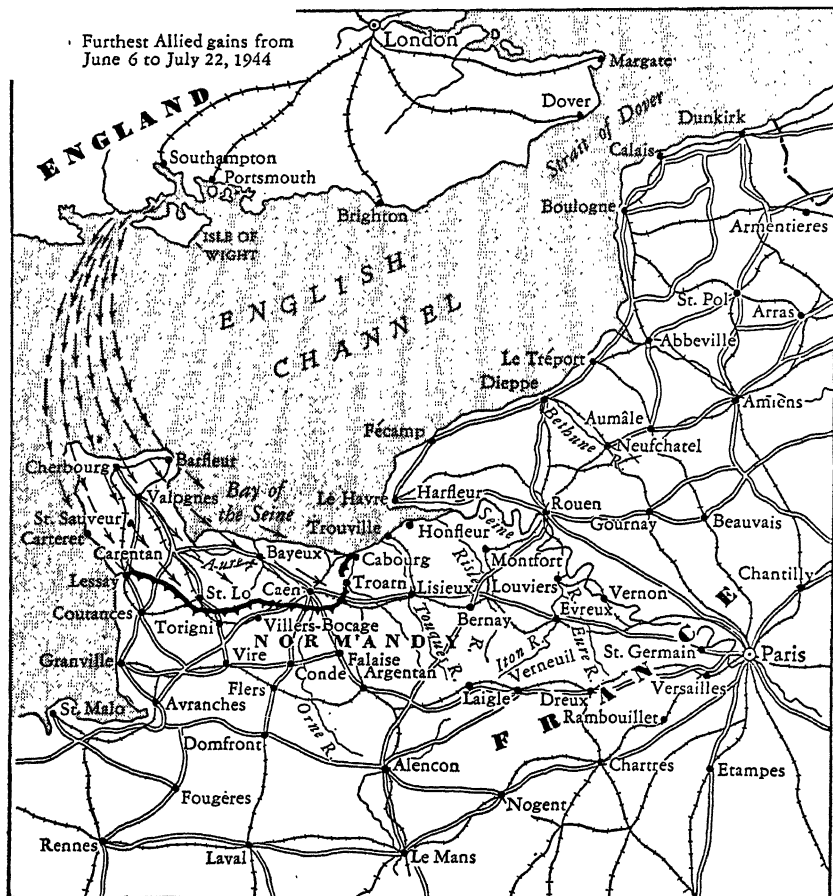 Furthest Allied gains from
June 6 to July 22, 1944
London
Margate
Dover
Strait of Dover
Dunkirk
Calais
ENGLAND
Southampton
Portsmouth
Brighton
Boulogne
Armentieres
ISLE OF
WIGHT
ENGLISH
CHANNEL
St. Pol
Arras
Abbeville
Le Tréport
Dieppe
Amiens
Bethune
Aumâle
Neufchatel
Fécamp
Barfleur
Cherbourg
Valognes
Bay of
the Seine
Le Havre
Harfleur
Seine
Rouen
Gournay
Beauvais
St. Sauveur
Carteret
Trouville
Honfleur
Carentan
Aure R.
Bayeux
Cabourg
Risle
R.
Montfort
Chantilly
Lessay
St. Lo
Caen
Troarn
Lisieux
Louviers
R.
Vernon
Coutances
Torigni
Villers-Bocage
Bernay
Evreux
NORMANDY
Touques R.
Iton R.
Eure R.
St. Germain
Paris
Granville
Vire
Conde
Falaise
Argentan
Verneuil
Versailles
Flers
Laigle
Dreux
Rambouillet
St. Malo
Avranches
Orne R.
FRANCE
Domfront
Alencon
Chartres
Etampes
Fougères
Nogent
Rennes
Laval
Le Mans